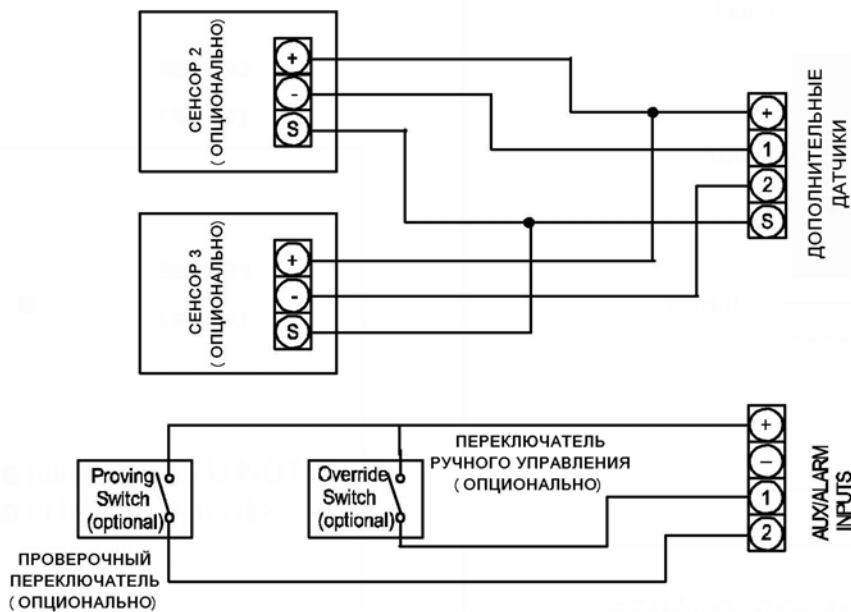 СЕНСОР 2
( ОПЦИОНАЛЬНО)
+
-
S
+
1
2
S
ДОПОЛНИТЕЛЬНЫЕ
ДАТЧИКИ
СЕНСОР 3
( ОПЦИОНАЛЬНО)
+
-
S
Proving
Switch
(optional)
ПРОВЕРОЧНЫЙ
ПЕРЕКЛЮЧАТЕЛЬ
( ОПЦИОНАЛЬНО)
Override
Switch
(optional)
ПЕРЕКЛЮЧАТЕЛЬ
РУЧНОГО УПРАВЛЕНИЯ
( ОПЦИОНАЛЬНО)
+
-
1
2
AUX/ALARM
INPUTS